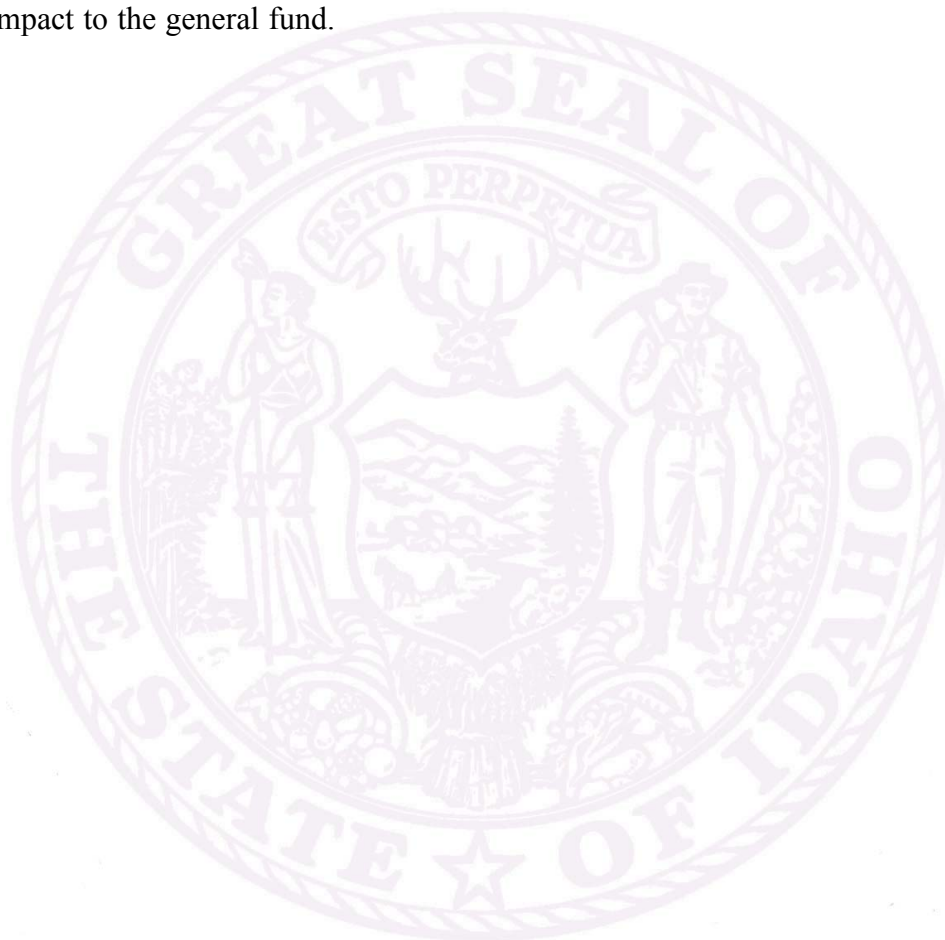 impact to the general fund.
GREAT SEAL OF
ESTO PERPETUA
THE STATE OF IDAHO